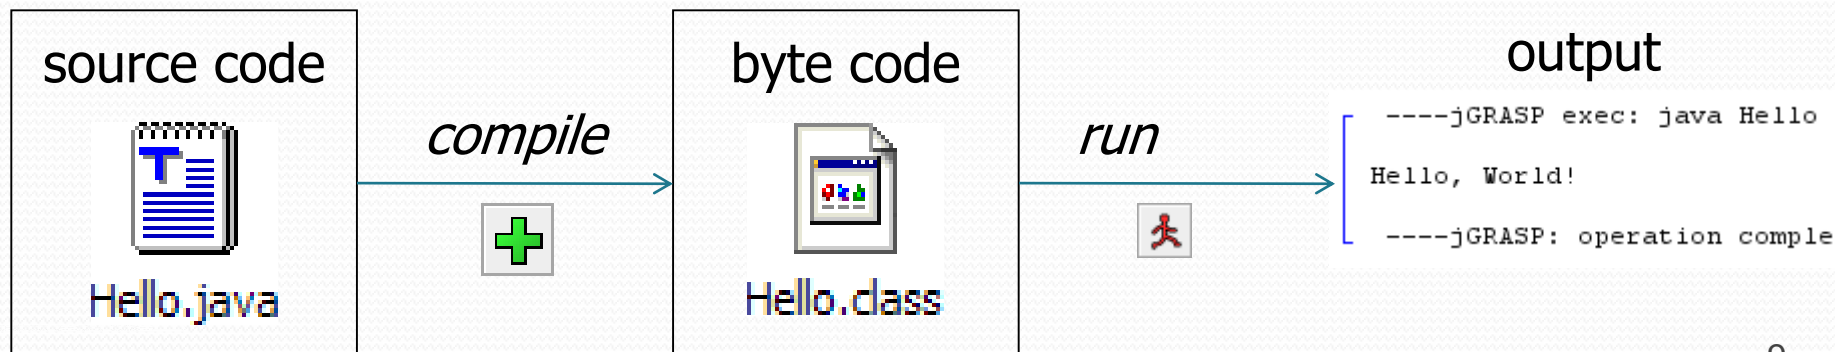 source code
Hello.java
compile
byte code
Hello.class
run
output
----jGRASP exec: java Hello
Hello, World!
----jGRASP: operation comple